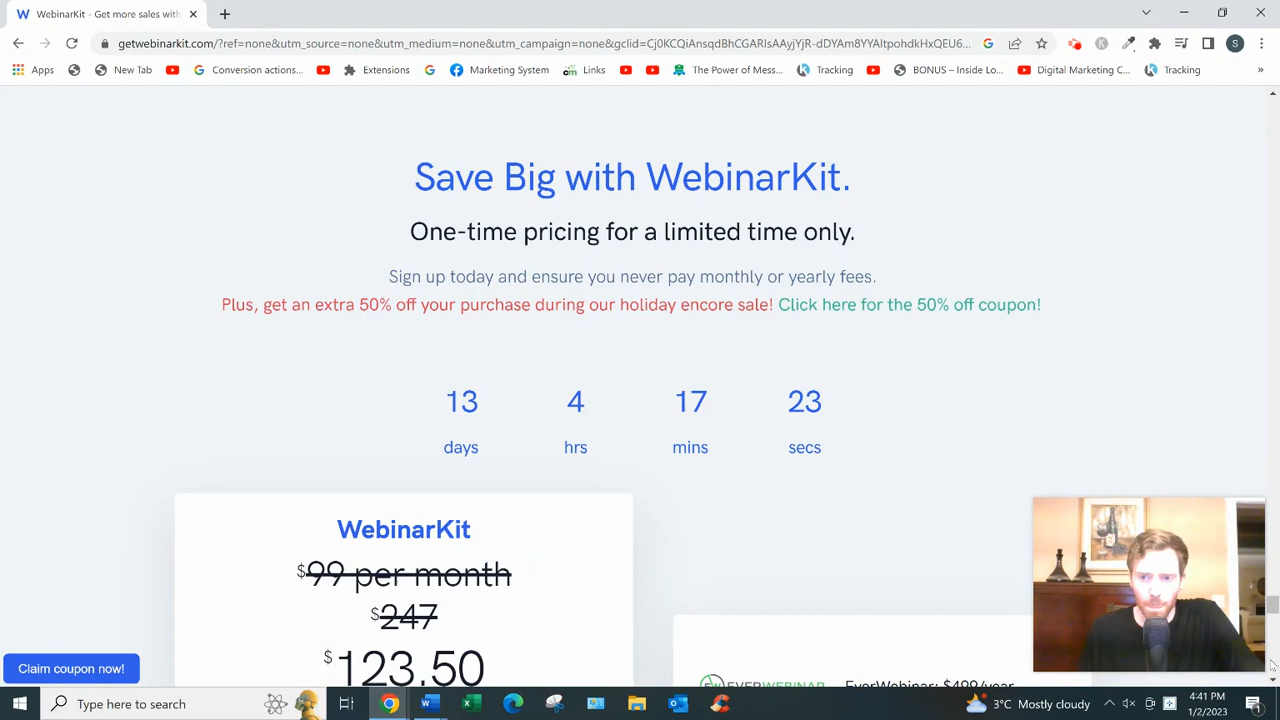 WebinarKit - Get more sales with
getwebinarkit.com/?ref=none&utm_source=none&utm_medium=none&utm_campaign=none&gclid=Cj0KCQiAnsqdBhCGARIsAAyjYjR-dDYAm8YYAItpohdkHxQEU6...
S
Apps
New Tab
Conversion actions...
Extensions
Marketing System
Links
The Power of Mess...
Tracking
BONUS – Inside Lo...
Digital Marketing C...
Tracking
»
Save Big with WebinarKit.
One-time pricing for a limited time only.
Sign up today and ensure you never pay monthly or yearly fees.
Plus, get an extra 50% off your purchase during our holiday encore sale! Click here for the 50% off coupon!
13 4 17 23
days hrs mins secs
WebinarKit
$99 per month
$247
$123.50
EVERWEBINAR EverWebinar: $499/year
Claim coupon now!
Type here to search
3°C Mostly cloudy
4:41 PM
1/2/2023
1